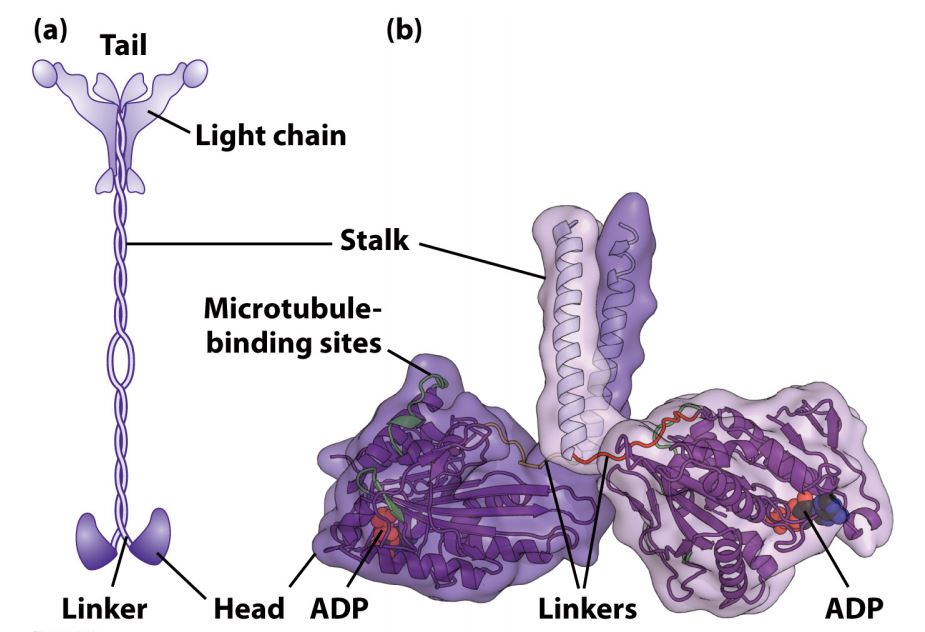 (a)
Tail
Light chain
Stalk
Linker
Head
(b)
Microtubule-
binding sites
ADP
Linkers
ADP